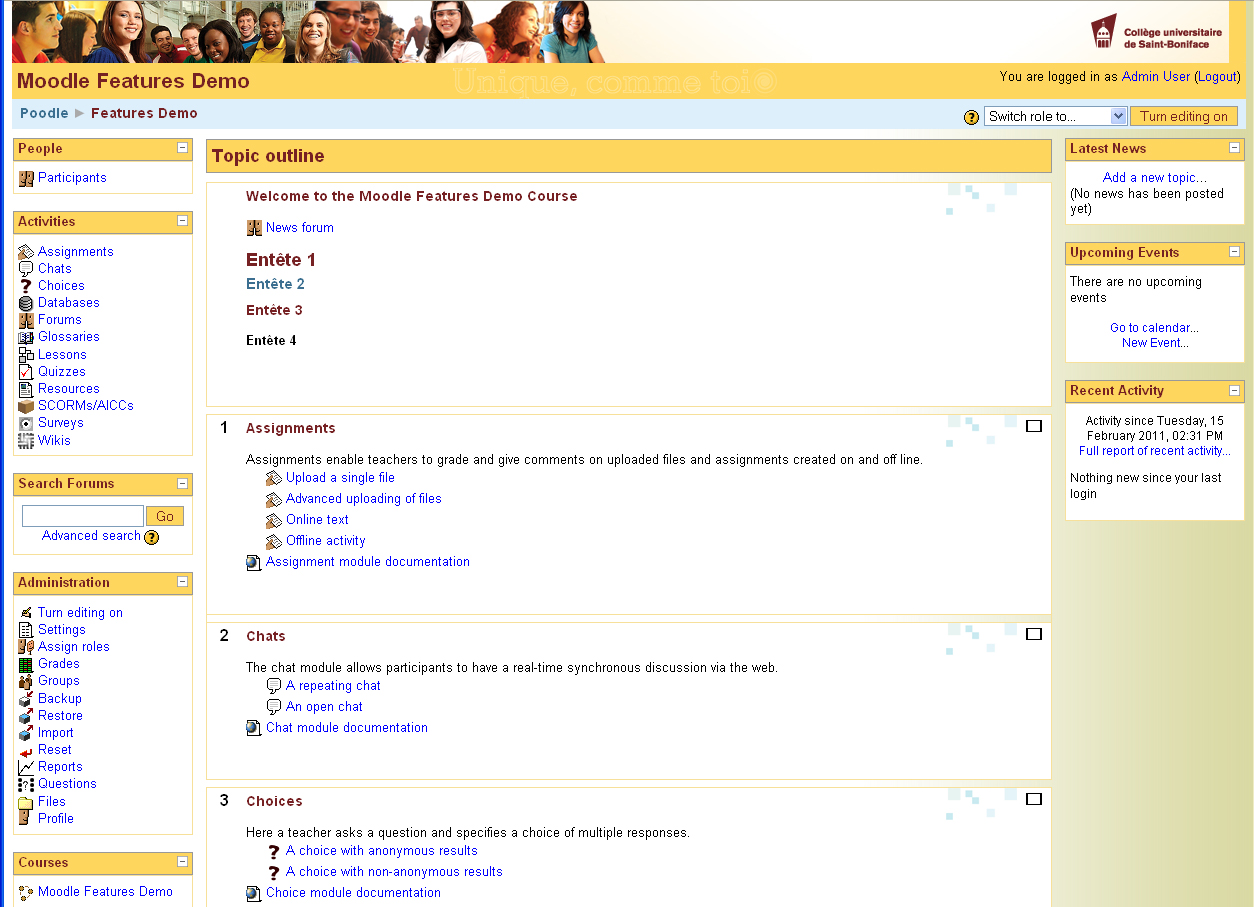 Collège universitaire
de Saint-Boniface
Moodle Features Demo
Unique, comme toi
You are logged in as Admin User (Logout)
Poodle ► Features Demo
? Switch role to... Turn editing on
People
Participants
Activities
Assignments
Chats
Choices
Databases
Forums
Glossaries
Lessons
Quizzes
Resources
SCORMs/AICCs
Surveys
Wikis
Search Forums
Go
Advanced search ?
Administration
Turn editing on
Settings
Assign roles
Grades
Groups
Backup
Restore
Import
Reset
Reports
Questions
Files
Profile
Courses
Moodle Features Demo
Topic outline
Welcome to the Moodle Features Demo Course
News forum
Entête 1
Entête 2
Entéte 3
Entête 4
1 Assignments
Assignments enable teachers to grade and give comments on uploaded files and assignments created on and off line.
Upload a single file
Advanced uploading of files
Online text
Offline activity
Assignment module documentation
2 Chats
The chat module allows participants to have a real-time synchronous discussion via the web.
A repeating chat
An open chat
Chat module documentation
3 Choices
Here a teacher asks a question and specifies a choice of multiple responses.
? A choice with anonymous results
? A choice with non-anonymous results
Choice module documentation
Latest News
Add a new topic...
(No news has been posted
yet)
Upcoming Events
There are no upcoming
events
Go to calendar...
New Event...
Recent Activity
Activity since Tuesday, 15
February 2011, 02:31 PM
Full report of recent activity...
Nothing new since your last
login